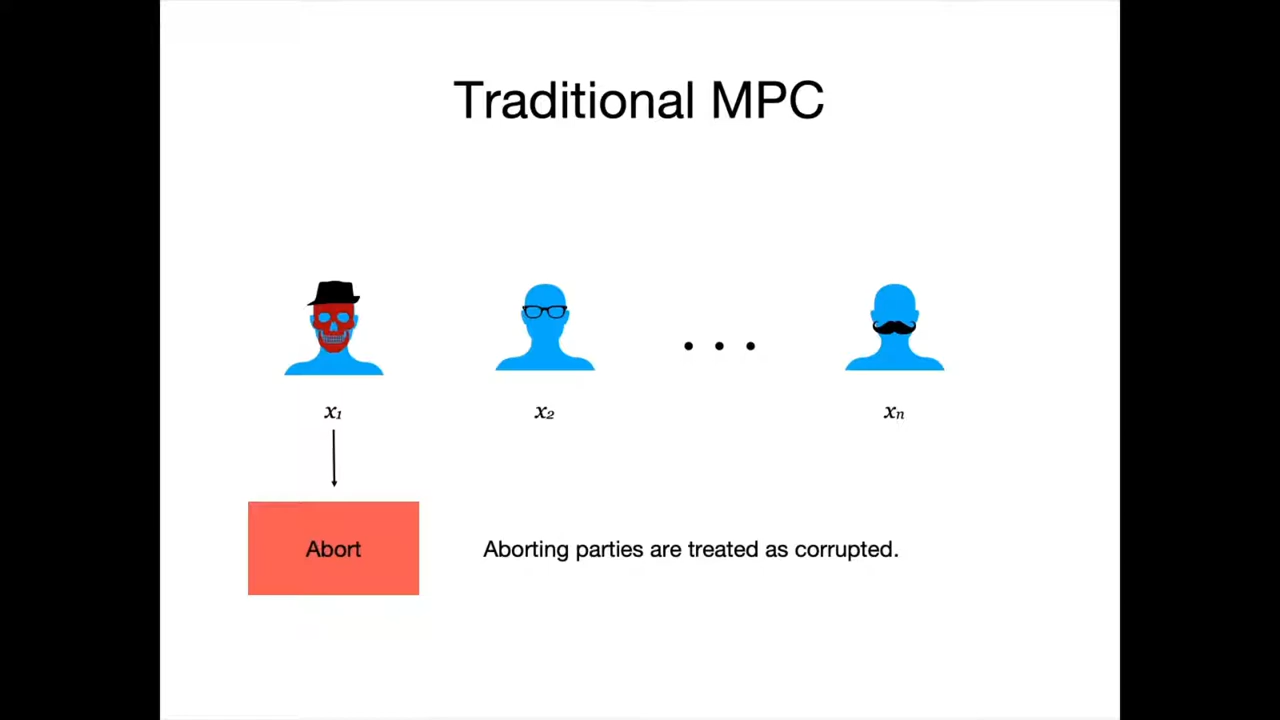 Traditional MPC
x₁
x₂
xₙ
Abort
Aborting parties are treated as corrupted.